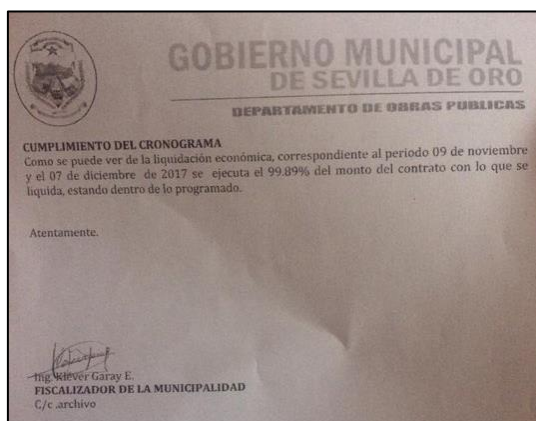 GOBIERNO MUNICIPAL
DE SEVILLA DE ORO
DEPARTAMENTO DE OBRAS PUBLICAS
CUMPLIMIENTO DEL CRONOGRAMA
Como se puede ver de la liquidación económica, correspondiente al período 09 de noviembre
y el 07 de diciembre de 2017 se ejecuta el 99.89% del monto del contrato con lo que se
liquida, estando dentro de lo programado.
Atentamente.
Ing. Klever Garay E.
FISCALIZADOR DE LA MUNICIPALIDAD
C/c .archivo